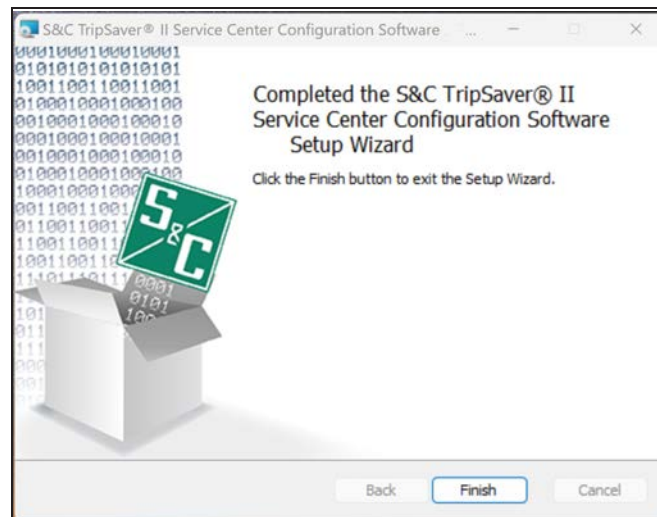 S&C TripSaver® II Service Center Configuration Software ...
Completed the S&C TripSaver® II
Service Center Configuration Software
Setup Wizard
Click the Finish button to exit the Setup Wizard.
S&C
Back
Finish
Cancel